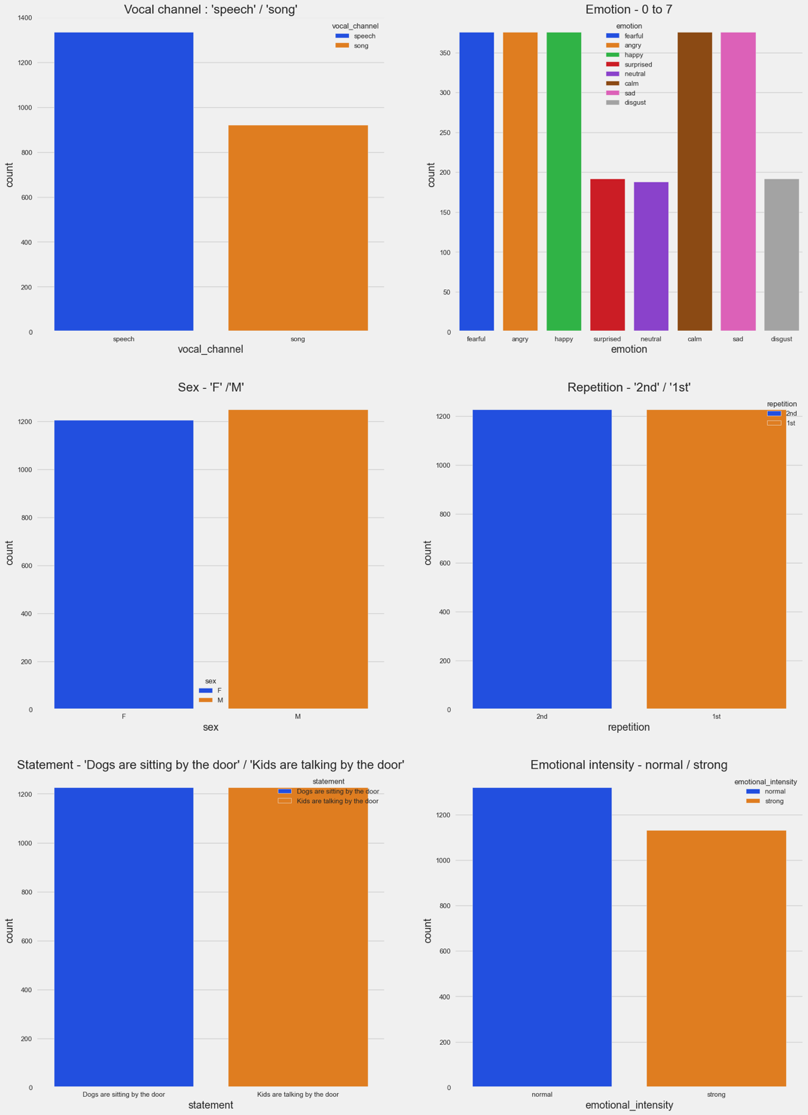 Vocal channel : 'speech' / 'song'
1400
1200
1000
800
600
400
200
0
count
vocal_channel
speech
song
speech song
vocal_channel
Emotion - 0 to 7
350
300
250
200
150
100
50
0
count
emotion
fearful
angry
happy
surprised
neutral
calm
sad
disgust
fearful angry happy surprised neutral calm sad disgust
emotion
Sex - 'F' /'M'
1200
1000
800
600
400
200
0
count
sex
F
M
F M
sex
Repetition - '2nd' / '1st'
1200
1000
800
600
400
200
0
count
repetition
2nd
1st
2nd 1st
repetition
Statement - 'Dogs are sitting by the door' / 'Kids are talking by the door'
1200
1000
800
600
400
200
0
count
statement
Dogs are sitting by the door
Kids are talking by the door
Dogs are sitting by the door Kids are talking by the door
statement
Emotional intensity - normal / strong
1200
1000
800
600
400
200
0
count
emotional_intensity
normal
strong
normal strong
emotional_intensity